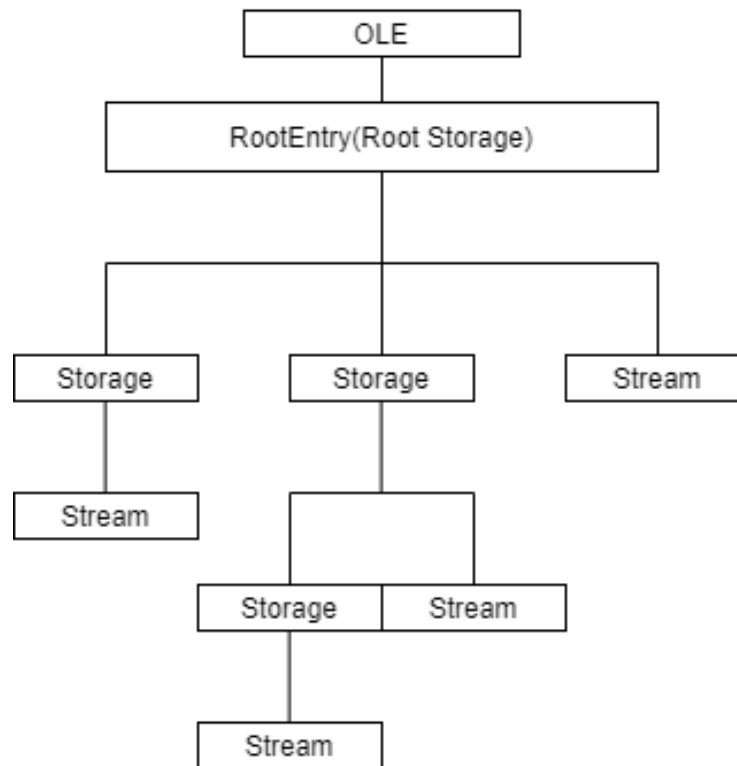 OLE
RootEntry(Root Storage)
Storage
Storage
Stream
Stream
Storage
Stream
Stream